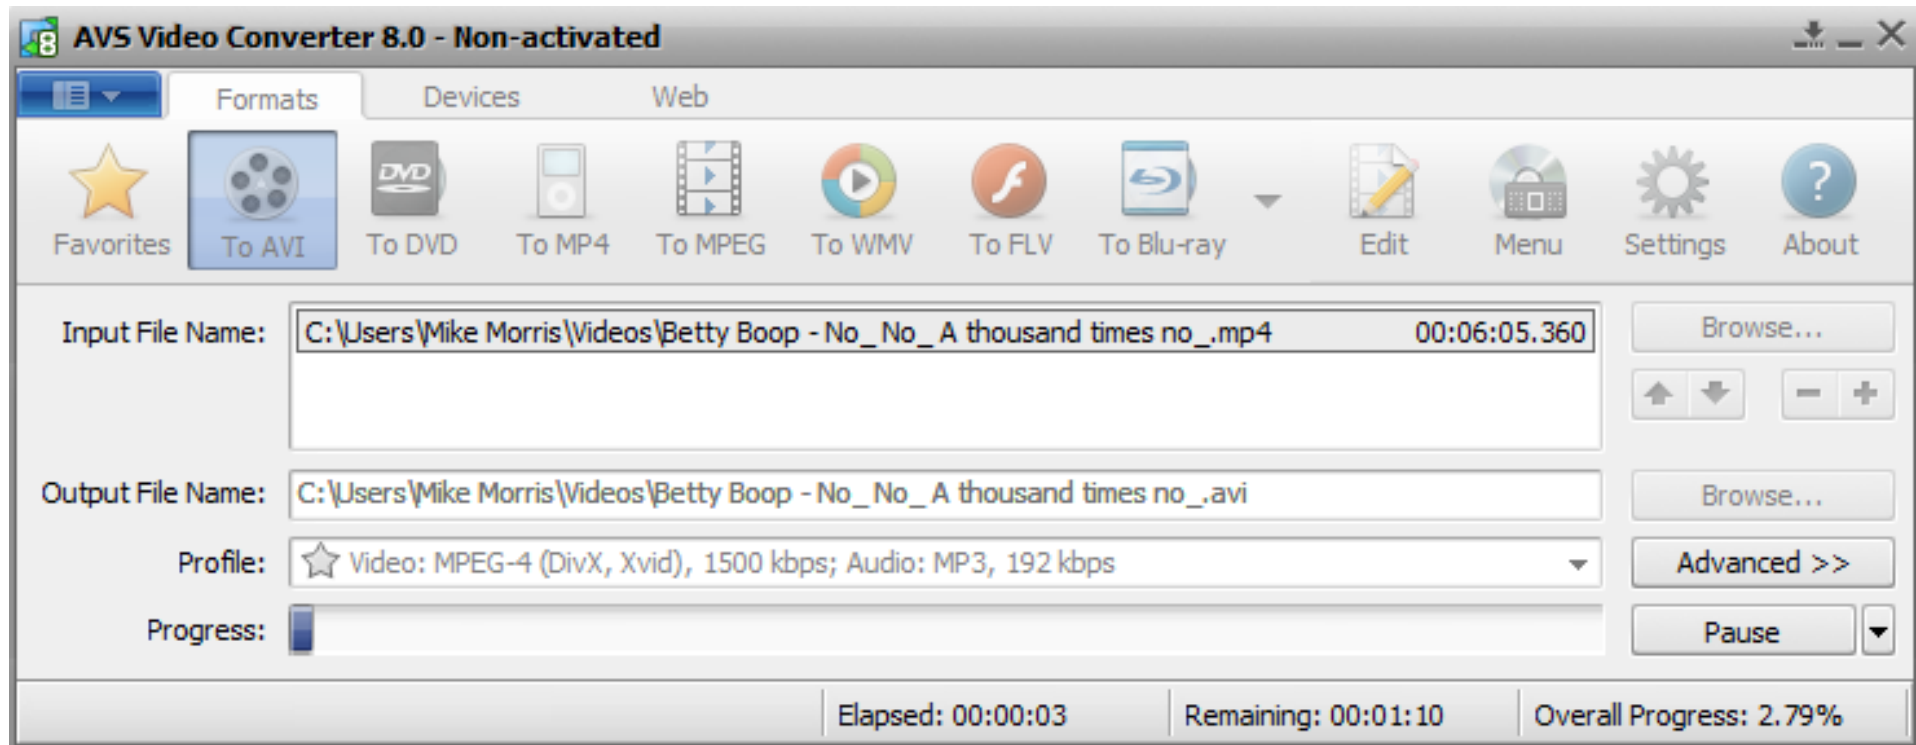 8 AVS Video Converter 8.0 - Non-activated
Formats Devices Web
DVD
Favorites To AVI To DVD To MP4 To MPEG To WMV To FLV To Blu-ray Edit Menu Settings About
Input File Name: C:\Users\Mike Morris\Videos\Betty Boop - No_ No_ A thousand times no_.mp4 00:06:05.360 Browse...
Output File Name: C:\Users\Mike Morris\Videos\Betty Boop - No_ No_ A thousand times no_.avi Browse...
Profile: Video: MPEG-4 (DivX, Xvid), 1500 kbps; Audio: MP3, 192 kbps Advanced >>
Progress: Pause
Elapsed: 00:00:03 Remaining: 00:01:10 Overall Progress: 2.79%